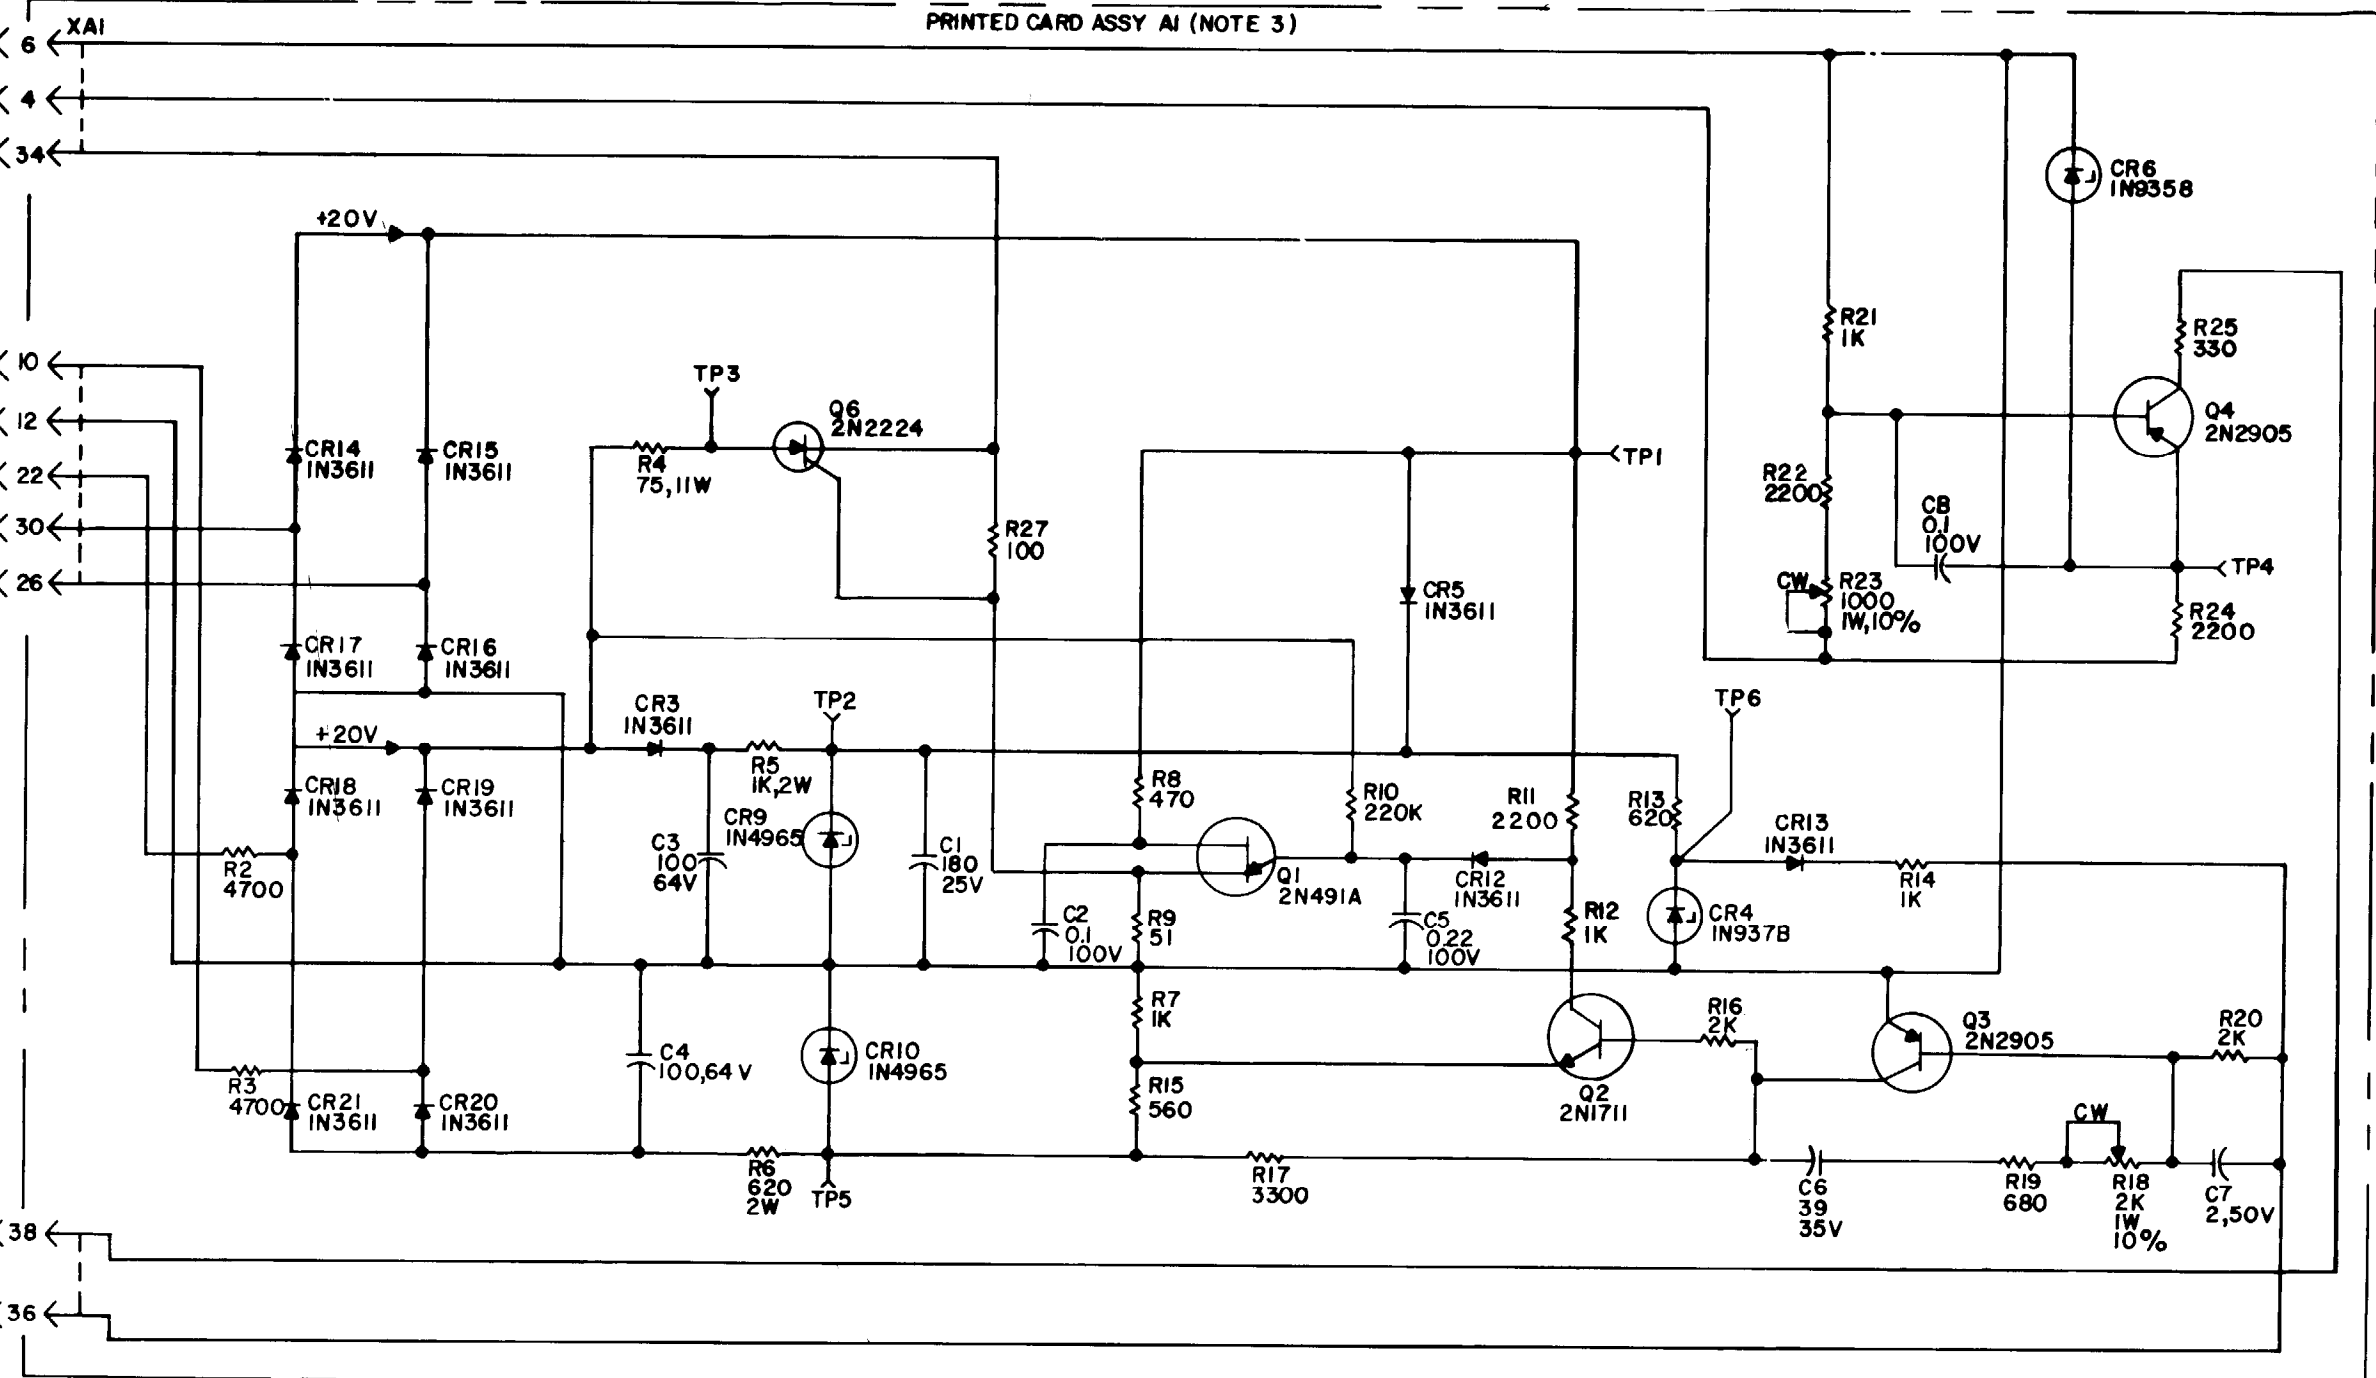 PRINTED CARD ASSY A1 (NOTE 3)
XA1
6
4
34
10
12
22
30
26
38
36
+20V
CR14
1N3611
CR15
1N3611
CR17
1N3611
CR16
1N3611
+20V
CR18
1N3611
CR19
1N3611
R2
4700
R3
4700
CR21
1N3611
CR20
1N3611
TP3
R4
75,11W
Q6
2N2224
R27
100
CR3
1N3611
R5
1K,2W
TP2
C3
100
64V
CR9
1N4965
C1
180
25V
C4
100,64V
CR10
1N4965
R6
620
2W
TP5
C2
0.1
100V
R8
470
R9
51
R7
1K
R15
560
R17
3300
Q1
2N491A
R10
220K
CR5
1N3611
C5
0.22
100V
CR12
1N3611
R11
2200
R12
1K
TP1
Q2
2N1711
R13
620
TP6
CR4
1N937B
CR13
1N3611
R14
1K
R16
2K
Q3
2N2905
R20
2K
C6
39
35V
R19
680
CW
R18
2K
1W
10%
C7
2,50V
R21
1K
R22
2200
CW
R23
1000
1W,10%
C8
0.1
100V
CR6
1N9358
R25
330
Q4
2N2905
TP4
R24
2200